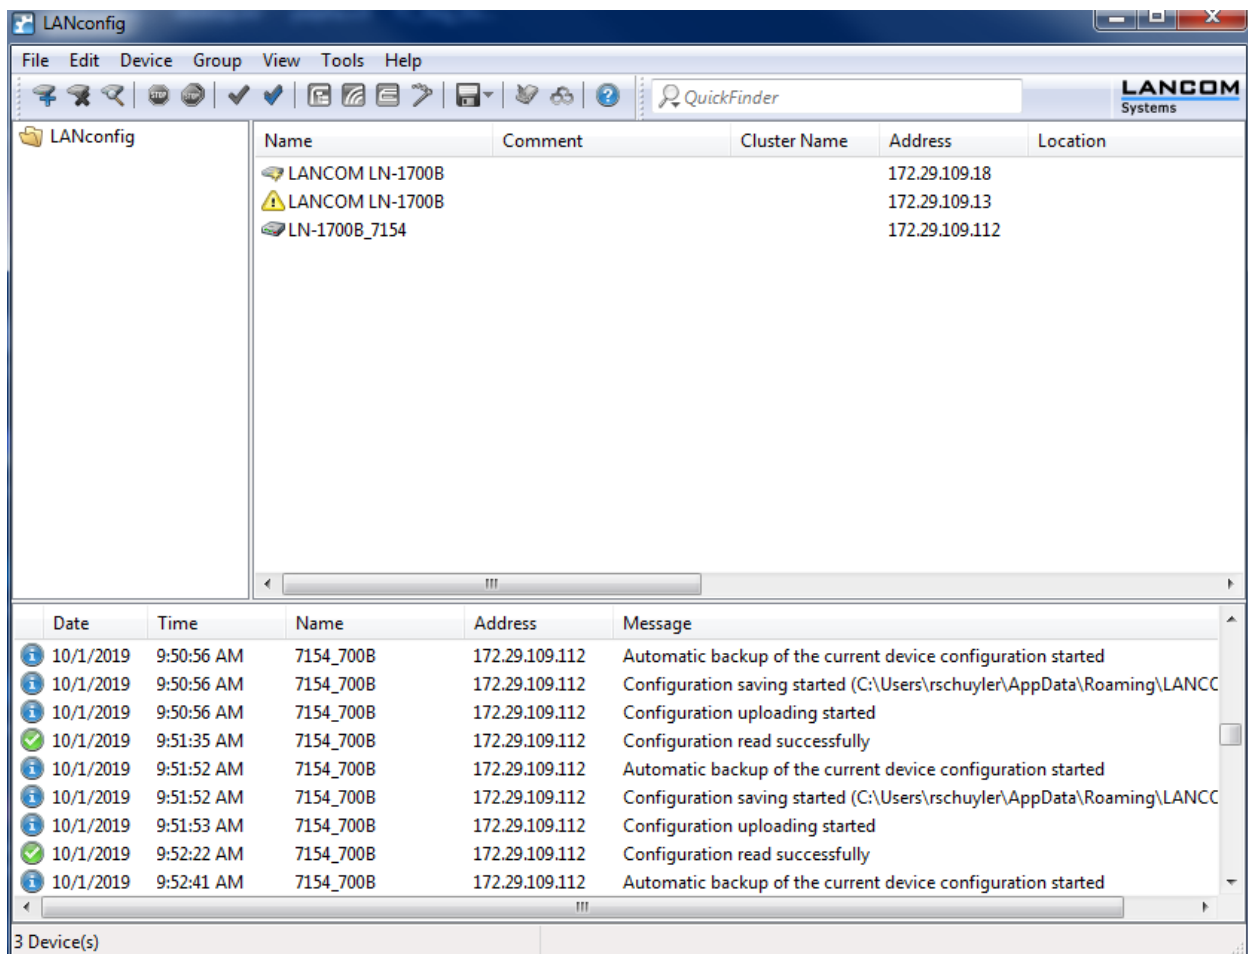 LANconfig
File Edit Device Group View Tools Help
STOP STOP QuickFinder LANCOM
Systems
LANconfig
Name Comment Cluster Name Address Location
LANCOM LN-1700B 172.29.109.18
LANCOM LN-1700B 172.29.109.13
LN-1700B_7154 172.29.109.112
Date Time Name Address Message
10/1/2019 9:50:56 AM 7154_700B 172.29.109.112 Automatic backup of the current device configuration started
10/1/2019 9:50:56 AM 7154_700B 172.29.109.112 Configuration saving started (C:\Users\rschuyler\AppData\Roaming\LANCC
10/1/2019 9:50:56 AM 7154_700B 172.29.109.112 Configuration uploading started
10/1/2019 9:51:35 AM 7154_700B 172.29.109.112 Configuration read successfully
10/1/2019 9:51:52 AM 7154_700B 172.29.109.112 Automatic backup of the current device configuration started
10/1/2019 9:51:52 AM 7154_700B 172.29.109.112 Configuration saving started (C:\Users\rschuyler\AppData\Roaming\LANCC
10/1/2019 9:51:53 AM 7154_700B 172.29.109.112 Configuration uploading started
10/1/2019 9:52:22 AM 7154_700B 172.29.109.112 Configuration read successfully
10/1/2019 9:52:41 AM 7154_700B 172.29.109.112 Automatic backup of the current device configuration started
3 Device(s)